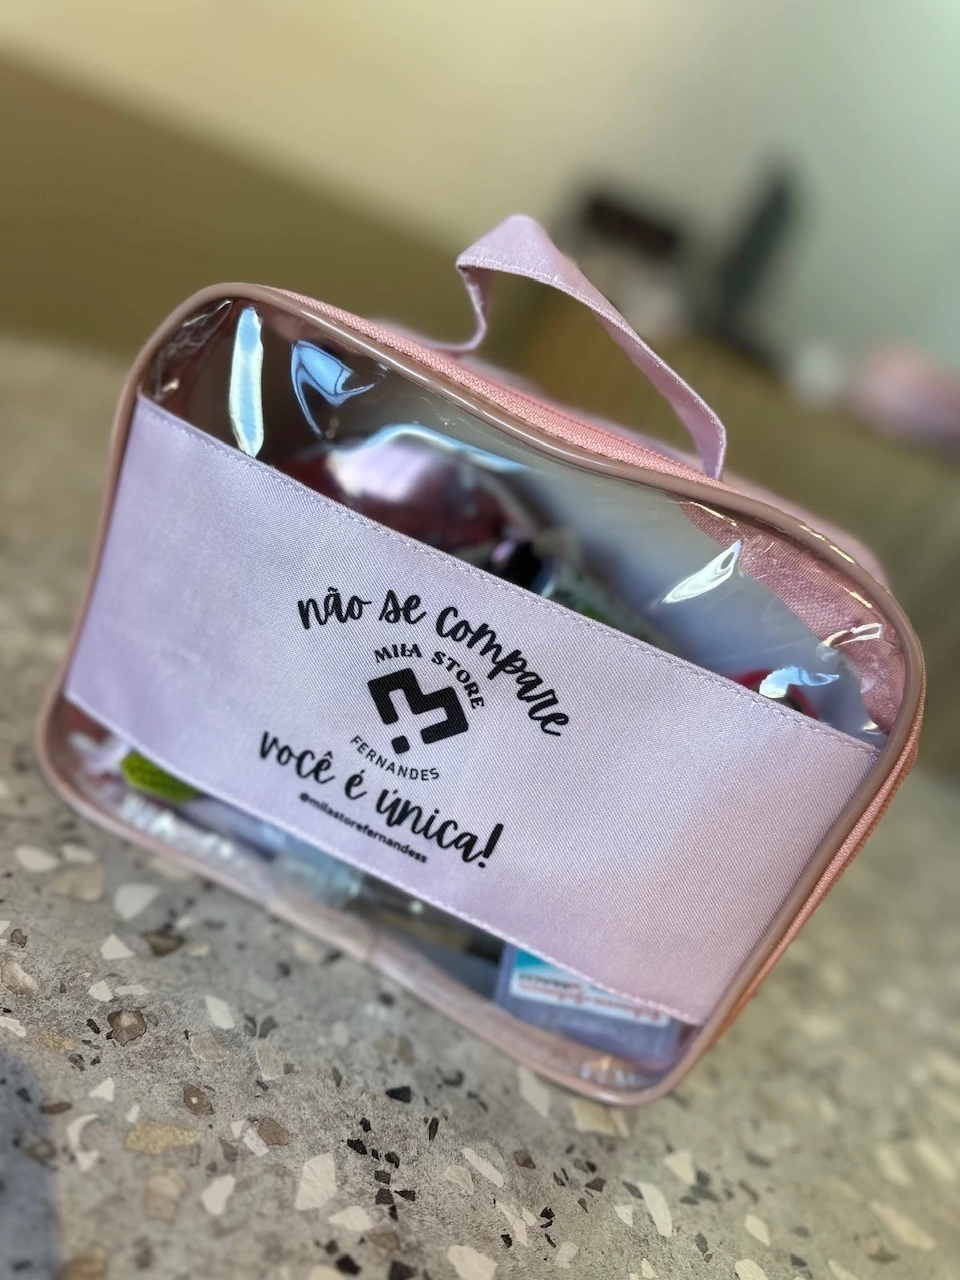 não se compare
MILA STORE
FERNANDES
você é única!
@milastorefernandess